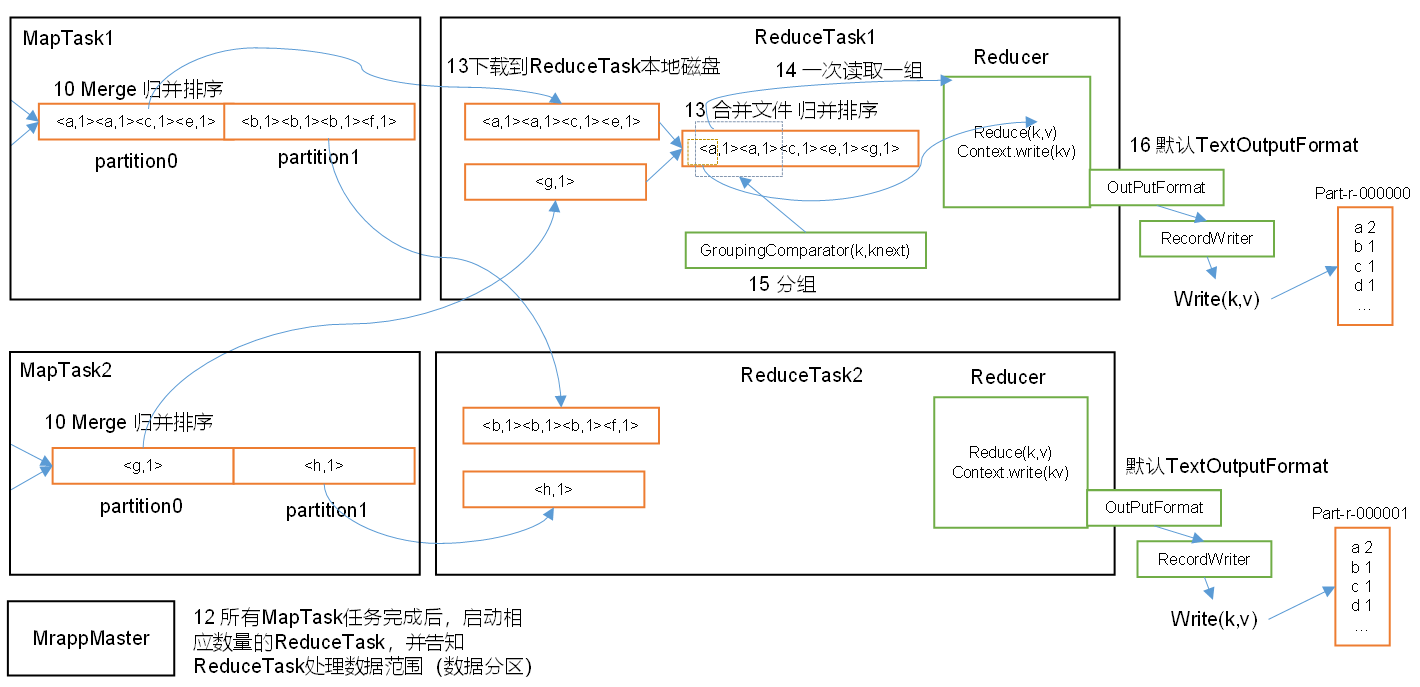 MapTask1
10 Merge 归并排序
<a,1><a,1><c,1><e,1>
<b,1><b,1><b,1><f,1>
partition0
partition1
ReduceTask1
13下载到ReduceTask本地磁盘
<a,1><a,1><c,1><e,1>
<g,1>
13 合并文件 归并排序
<a,1><a,1><c,1><e,1><g,1>
GroupingComparator(k,knext)
15 分组
14 一次读取一组
Reducer
Reduce(k,v)
Context.write(kv)
16 默认TextOutputFormat
OutPutFormat
RecordWriter
Write(k,v)
Part-r-000000
a 2
b 1
c 1
d 1
…
MapTask2
10 Merge 归并排序
<g,1>
<h,1>
partition0
partition1
ReduceTask2
<b,1><b,1><b,1><f,1>
<h,1>
Reducer
Reduce(k,v)
Context.write(kv)
默认TextOutputFormat
OutPutFormat
RecordWriter
Write(k,v)
Part-r-000001
a 2
b 1
c 1
d 1
…
MrappMaster
12 所有MapTask任务完成后，启动相
应数量的ReduceTask，并告知
ReduceTask处理数据范围（数据分区）